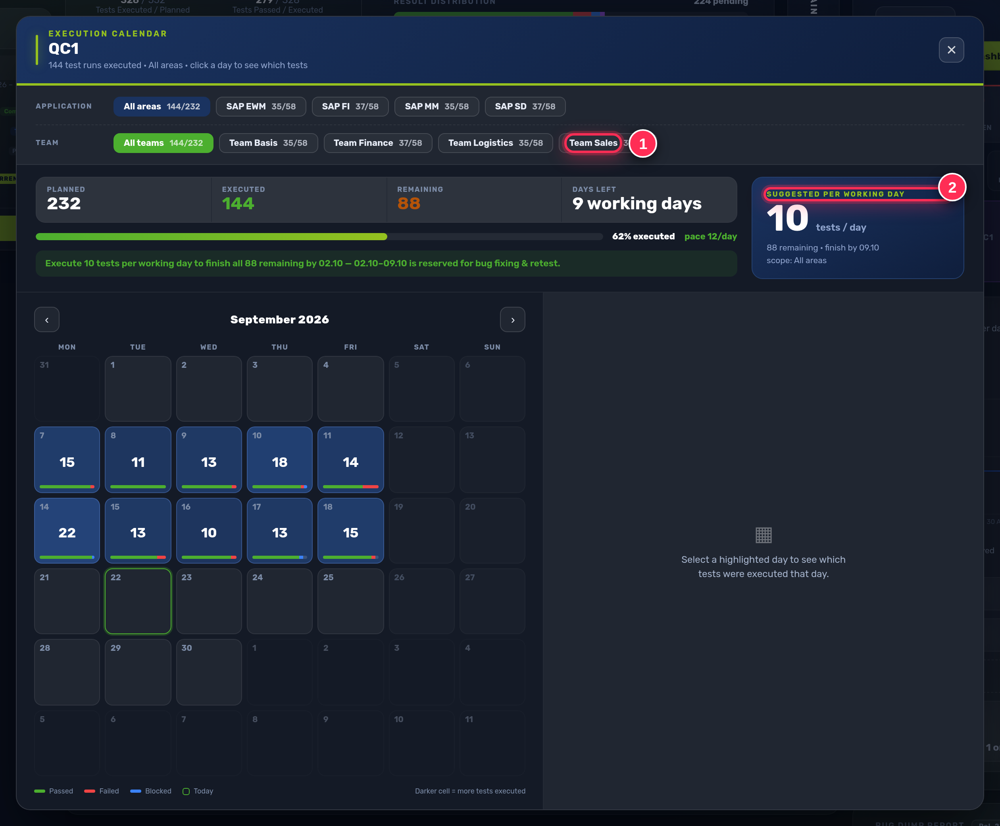 Tests Executed / Planned
Tests Passed / Executed
RESULT DISTRIBUTION
224 pending
EXECUTION CALENDAR
QC1
144 test runs executed • All areas • click a day to see which tests
✕
APPLICATION
All areas 144/232
SAP EWM 35/58
SAP FI 37/58
SAP MM 35/58
SAP SD 37/58
TEAM
All teams 144/232
Team Basis 35/58
Team Finance 37/58
Team Logistics 35/58
Team Sales
1
PLANNED
232
EXECUTED
144
REMAINING
88
DAYS LEFT
9 working days
62% executed
pace 12/day
Execute 10 tests per working day to finish all 88 remaining by 02.10 — 02.10–09.10 is reserved for bug fixing & retest.
2
SUGGESTED PER WORKING DAY
10 tests / day
88 remaining • finish by 09.10
scope: All areas
‹ September 2026 ›
MON TUE WED THU FRI SAT SUN
31 1 2 3 4 5 6
7 8 9 10 11 12 13
15 11 13 18 14
14 15 16 17 18 19 20
22 13 10 13 15
21 22 23 24 25 26 27
28 29 30 1 2 3 4
5 6 7 8 9 10 11
Passed Failed Blocked Today
Darker cell = more tests executed
Select a highlighted day to see which
tests were executed that day.
BUG DUMP REPORT